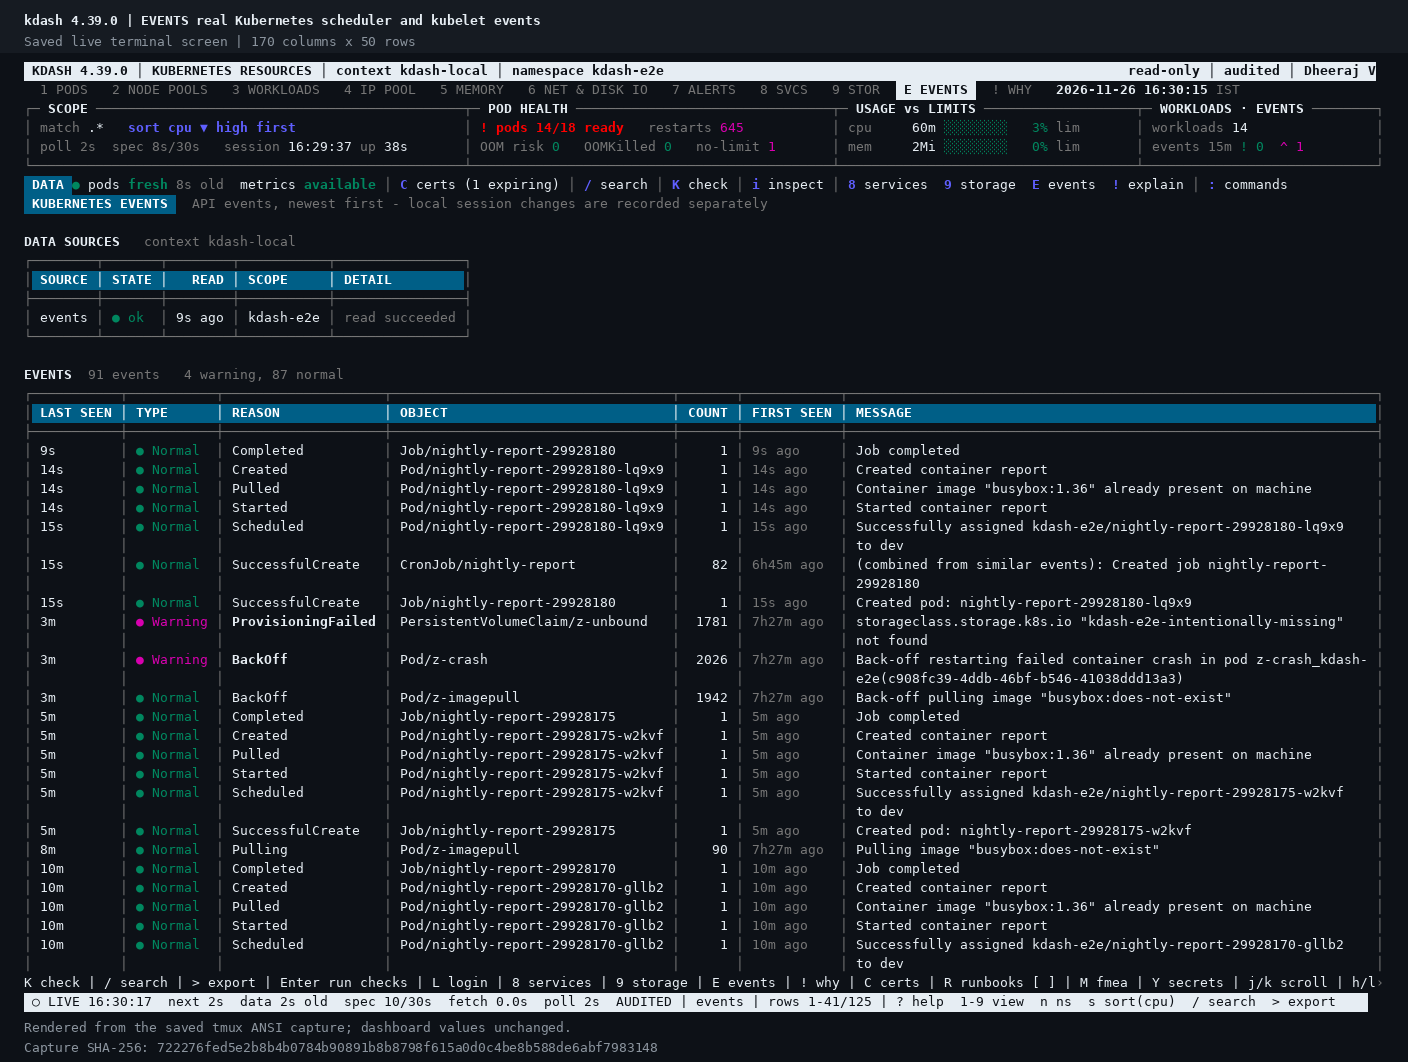 kdash 4.39.0 | EVENTS real Kubernetes scheduler and kubelet events
Saved live terminal screen | 170 columns x 50 rows
KDASH 4.39.0 │ KUBERNETES RESOURCES │ context kdash-local │ namespace kdash-e2e read-only │ audited │ Dheeraj V
1 PODS 2 NODE POOLS 3 WORKLOADS 4 IP POOL 5 MEMORY 6 NET & DISK IO 7 ALERTS 8 SVCS 9 STOR E EVENTS ! WHY 2026-11-26 16:30:15 IST
SCOPE POD HEALTH USAGE vs LIMITS WORKLOADS · EVENTS
match .* sort cpu ▼ high first │ ! pods 14/18 ready restarts 645 │ cpu 60m ░░░░░░░░ 3% lim │ workloads 14
poll 2s spec 8s/30s session 16:29:37 up 38s │ OOM risk 0 OOMKilled 0 no-limit 1 │ mem 2Mi ░░░░░░░░ 0% lim │ events 15m ! 0 ^ 1
DATA ● pods fresh 8s old metrics available │ C certs (1 expiring) │ / search │ K check │ i inspect │ 8 services 9 storage E events ! explain │ : commands
KUBERNETES EVENTS API events, newest first - local session changes are recorded separately
DATA SOURCES context kdash-local
SOURCE │ STATE │ READ │ SCOPE │ DETAIL
events │ ● ok │ 9s ago │ kdash-e2e │ read succeeded
EVENTS 91 events 4 warning, 87 normal
LAST SEEN │ TYPE │ REASON │ OBJECT │ COUNT │ FIRST SEEN │ MESSAGE
9s │ ● Normal │ Completed │ Job/nightly-report-29928180 │ 1 │ 9s ago │ Job completed
14s │ ● Normal │ Created │ Pod/nightly-report-29928180-lq9x9 │ 1 │ 14s ago │ Created container report
14s │ ● Normal │ Pulled │ Pod/nightly-report-29928180-lq9x9 │ 1 │ 14s ago │ Container image "busybox:1.36" already present on machine
14s │ ● Normal │ Started │ Pod/nightly-report-29928180-lq9x9 │ 1 │ 14s ago │ Started container report
15s │ ● Normal │ Scheduled │ Pod/nightly-report-29928180-lq9x9 │ 1 │ 15s ago │ Successfully assigned kdash-e2e/nightly-report-29928180-lq9x9
to dev
15s │ ● Normal │ SuccessfulCreate │ CronJob/nightly-report │ 82 │ 6h45m ago │ (combined from similar events): Created job nightly-report-
29928180
15s │ ● Normal │ SuccessfulCreate │ Job/nightly-report-29928180 │ 1 │ 15s ago │ Created pod: nightly-report-29928180-lq9x9
3m │ ● Warning │ ProvisioningFailed │ PersistentVolumeClaim/z-unbound │ 1781 │ 7h27m ago │ storageclass.storage.k8s.io "kdash-e2e-intentionally-missing"
not found
3m │ ● Warning │ BackOff │ Pod/z-crash │ 2026 │ 7h27m ago │ Back-off restarting failed container crash in pod z-crash_kdash-
e2e(c908fc39-4ddb-46bf-b546-41038ddd13a3)
3m │ ● Normal │ BackOff │ Pod/z-imagepull │ 1942 │ 7h27m ago │ Back-off pulling image "busybox:does-not-exist"
5m │ ● Normal │ Completed │ Job/nightly-report-29928175 │ 1 │ 5m ago │ Job completed
5m │ ● Normal │ Created │ Pod/nightly-report-29928175-w2kvf │ 1 │ 5m ago │ Created container report
5m │ ● Normal │ Pulled │ Pod/nightly-report-29928175-w2kvf │ 1 │ 5m ago │ Container image "busybox:1.36" already present on machine
5m │ ● Normal │ Started │ Pod/nightly-report-29928175-w2kvf │ 1 │ 5m ago │ Started container report
5m │ ● Normal │ Scheduled │ Pod/nightly-report-29928175-w2kvf │ 1 │ 5m ago │ Successfully assigned kdash-e2e/nightly-report-29928175-w2kvf
to dev
5m │ ● Normal │ SuccessfulCreate │ Job/nightly-report-29928175 │ 1 │ 5m ago │ Created pod: nightly-report-29928175-w2kvf
8m │ ● Normal │ Pulling │ Pod/z-imagepull │ 90 │ 7h27m ago │ Pulling image "busybox:does-not-exist"
10m │ ● Normal │ Completed │ Job/nightly-report-29928170 │ 1 │ 10m ago │ Job completed
10m │ ● Normal │ Created │ Pod/nightly-report-29928170-gllb2 │ 1 │ 10m ago │ Created container report
10m │ ● Normal │ Pulled │ Pod/nightly-report-29928170-gllb2 │ 1 │ 10m ago │ Container image "busybox:1.36" already present on machine
10m │ ● Normal │ Started │ Pod/nightly-report-29928170-gllb2 │ 1 │ 10m ago │ Started container report
10m │ ● Normal │ Scheduled │ Pod/nightly-report-29928170-gllb2 │ 1 │ 10m ago │ Successfully assigned kdash-e2e/nightly-report-29928170-gllb2
to dev
K check | / search | > export | Enter run checks | L login | 8 services | 9 storage | E events | ! why | C certs | R runbooks [ ] | M fmea | Y secrets | j/k scroll | h/l›
○ LIVE 16:30:17 next 2s data 2s old spec 10/30s fetch 0.0s poll 2s AUDITED | events | rows 1-41/125 | ? help 1-9 view n ns s sort(cpu) / search > export
Rendered from the saved tmux ANSI capture; dashboard values unchanged.
Capture SHA-256: 722276fed5e2b8b4b0784b90891b8b8798f615a0d0c4be8b588de6abf7983148